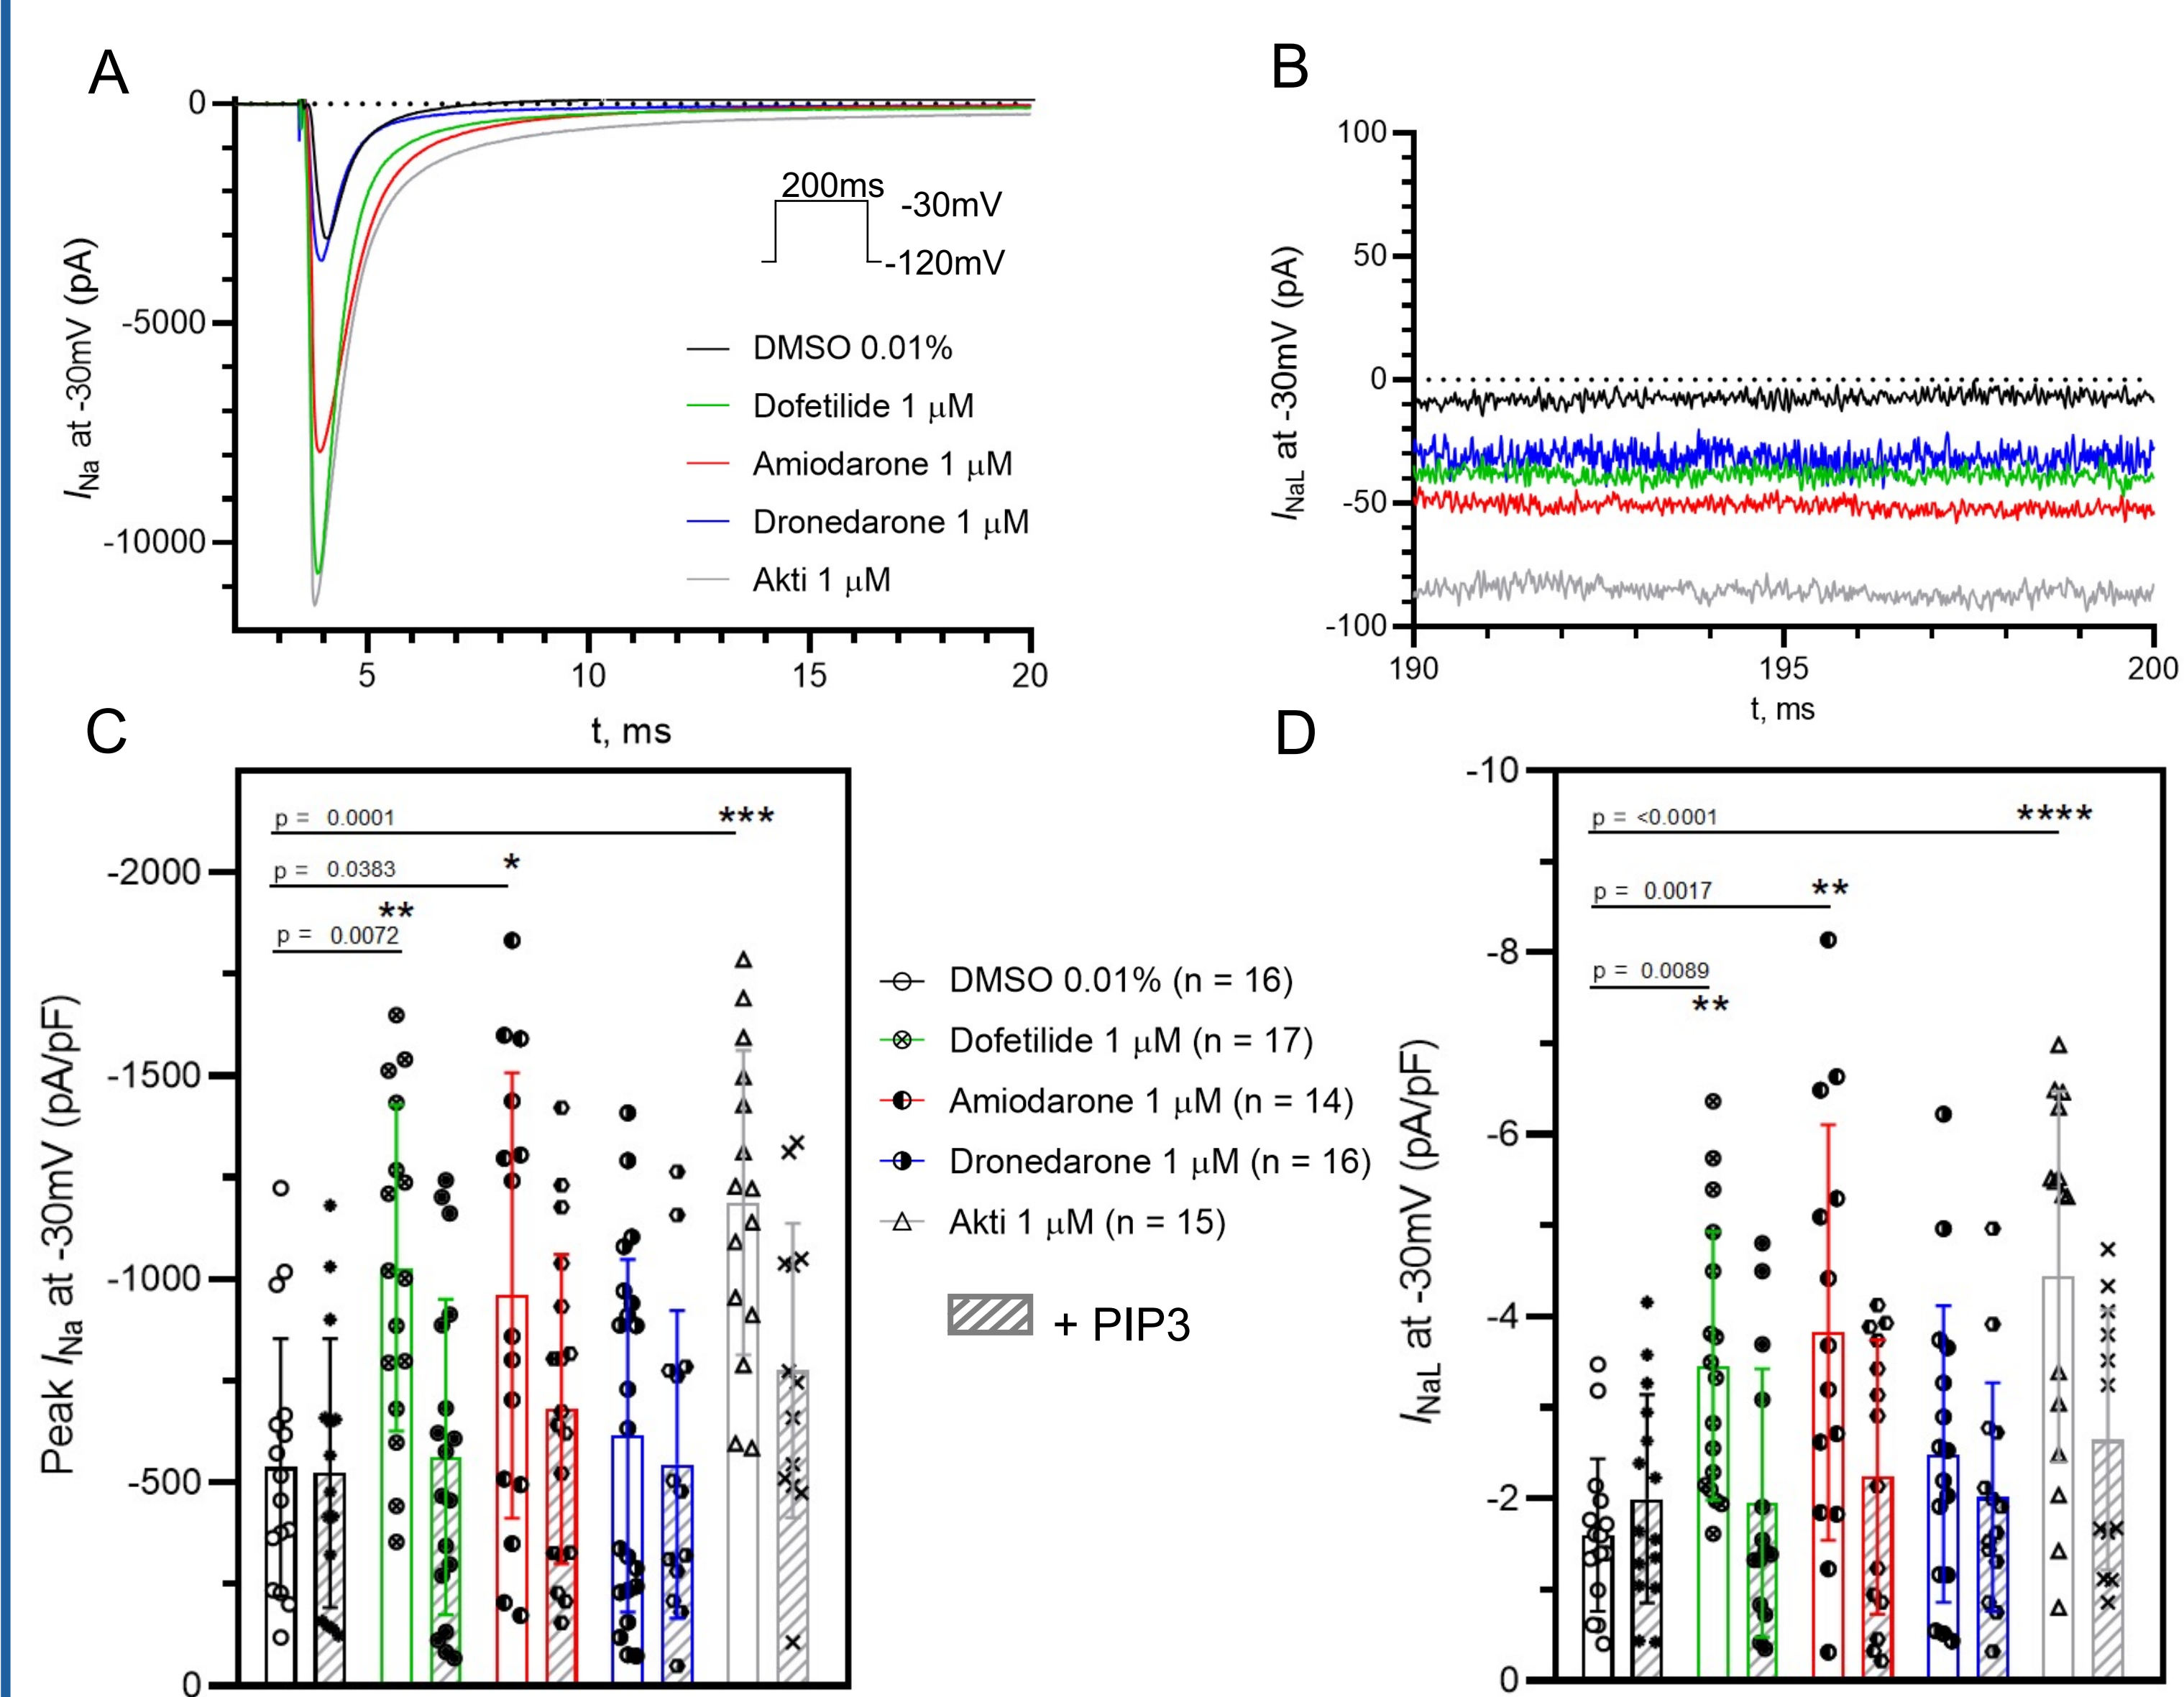 A
0
-5000
-10000
I Na at -30mV (pA)
200ms
-30mV
-120mV
DMSO 0.01%
Dofetilide 1 μM
Amiodarone 1 μM
Dronedarone 1 μM
Akti 1 μM
5 10 15 20
t, ms
B
100
50
0
-50
-100
I NaL at -30mV (pA)
190 195 200
t, ms
C
Peak I Na at -30mV (pA/pF)
-2000
-1500
-1000
-500
0
p = 0.0001 ***
p = 0.0383 *
**
p = 0.0072
DMSO 0.01% (n = 16)
Dofetilide 1 μM (n = 17)
Amiodarone 1 μM (n = 14)
Dronedarone 1 μM (n = 16)
Akti 1 μM (n = 15)
+ PIP3
D
I NaL at -30mV (pA/pF)
-10
-8
-6
-4
-2
0
p = <0.0001 ****
p = 0.0017 **
p = 0.0089
**